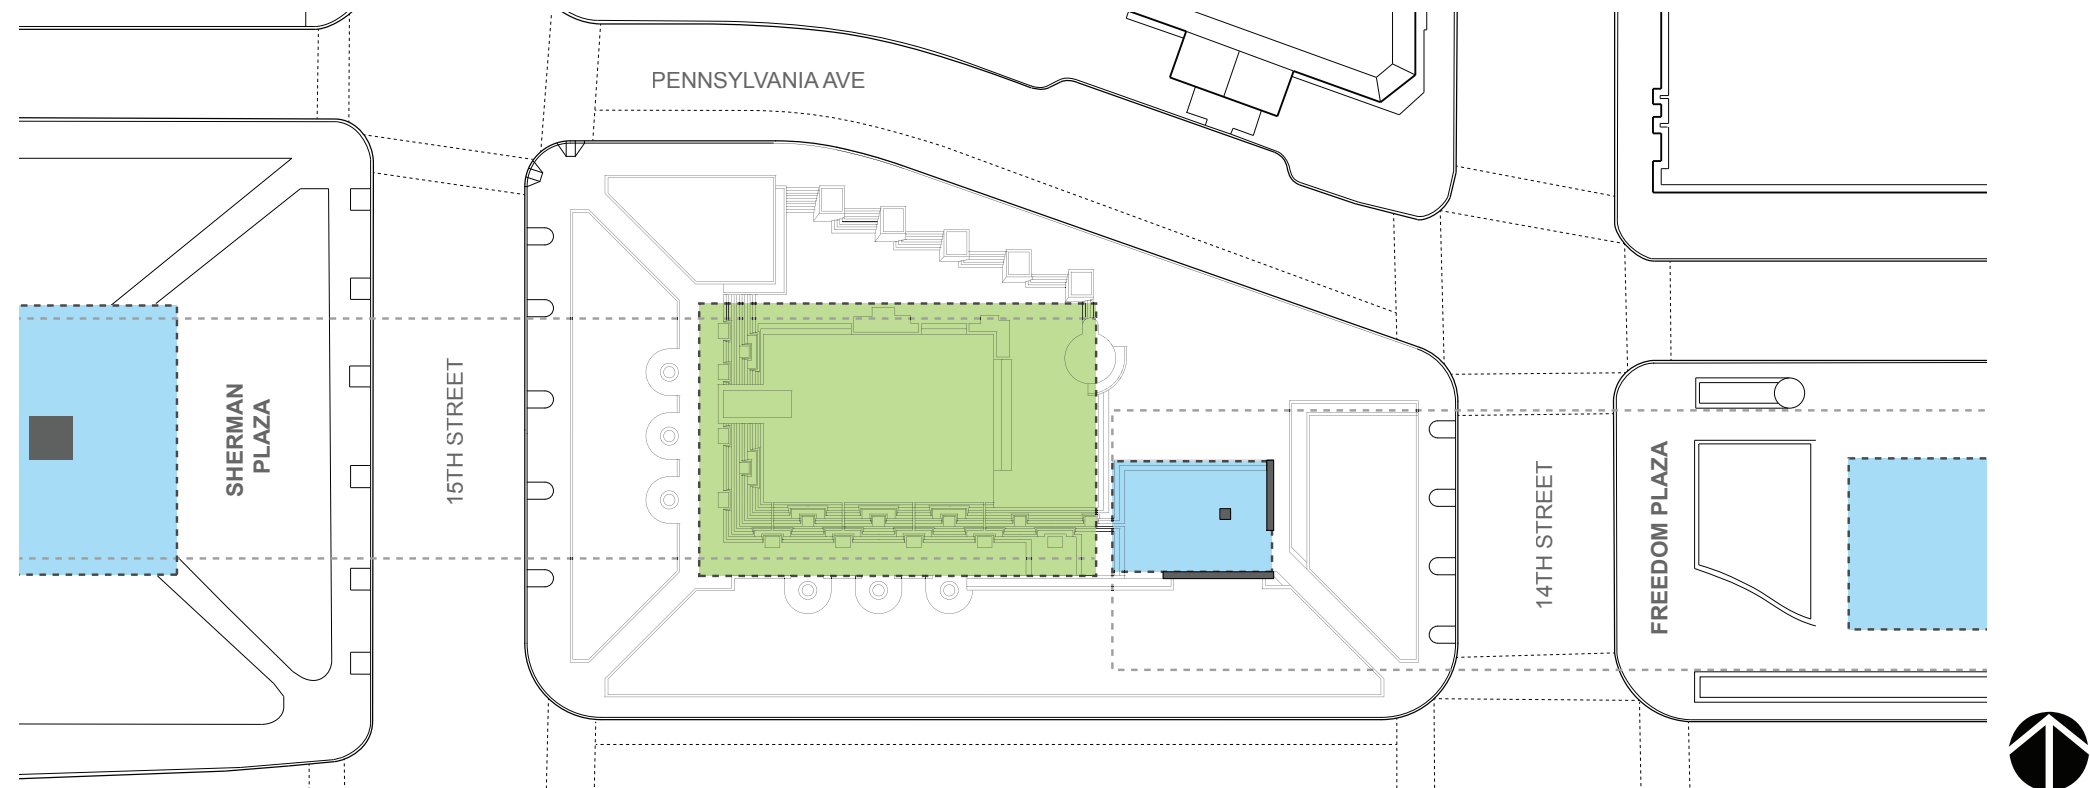 PENNSYLVANIA AVE
SHERMAN
PLAZA
15TH STREET
14TH STREET
FREEDOM PLAZA